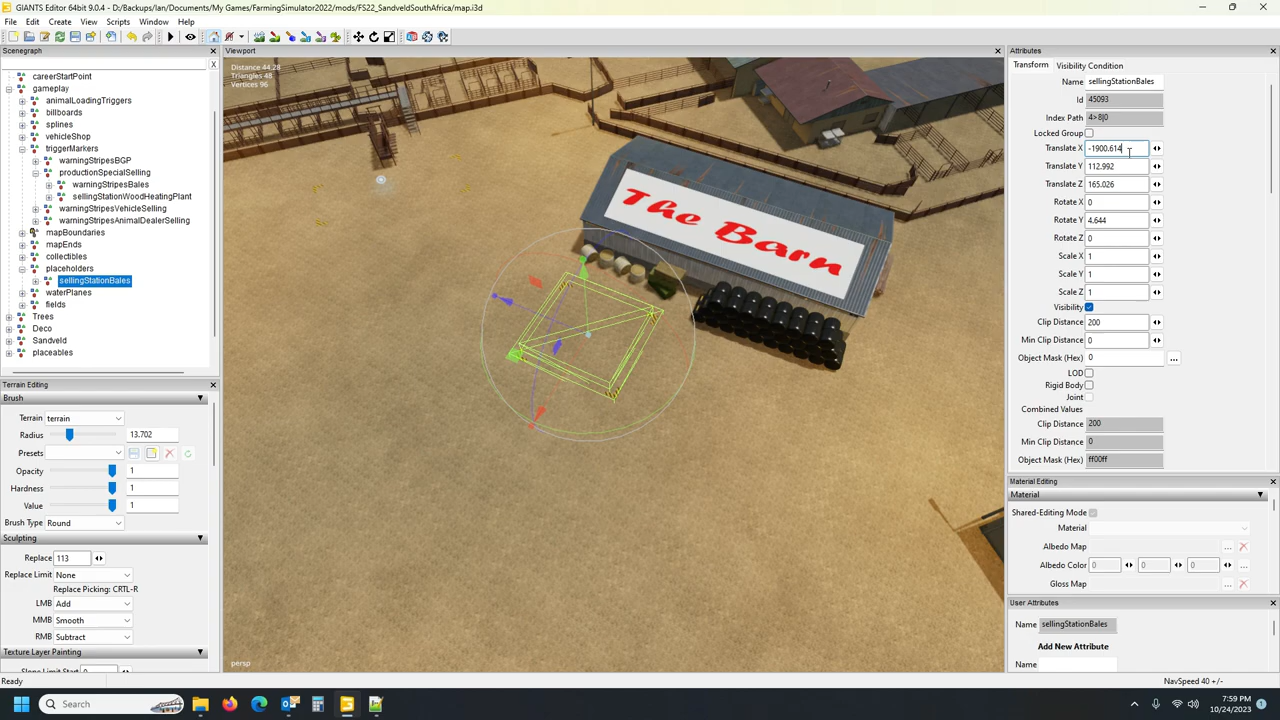 GIANTS Editor 64bit 9.0.4 - D:/Backups/Ian/Documents/My Games/FarmingSimulator2022/mods/FS22_SandveldSouthAfrica/map.i3d
File Edit Create View Scripts Window Help
Scenegraph
X
careerStartPoint
gameplay
animalLoadingTriggers
billboards
splines
vehicleShop
triggerMarkers
warningStripesBGP
productionSpecialSelling
warningStripesBales
sellingStationWoodHeatingPlant
warningStripesVehicleSelling
warningStripesAnimalDealerSelling
mapBoundaries
mapEnds
collectibles
placeholders
sellingStationBales
waterPlanes
fields
Trees
Deco
Sandveld
placeables
Terrain Editing
Brush
Terrain terrain
Radius 13.702
Presets
Opacity 1
Hardness 1
Value 1
Brush Type Round
Sculpting
Replace 113
Replace Limit None
Replace Picking: CRTL-R
LMB Add
MMB Smooth
RMB Subtract
Texture Layer Painting
Slope Limit Start 0
Ready
Viewport
Distance 44.28
Triangles 48
Vertices 96
The Barn
persp
Attributes
Transform Visibility Condition
Name sellingStationBales
Id 45093
Index Path 4>8|0
Locked Group
Translate X -1900.614
Translate Y 112.992
Translate Z 165.026
Rotate X 0
Rotate Y 4.644
Rotate Z 0
Scale X 1
Scale Y 1
Scale Z 1
Visibility
Clip Distance 200
Min Clip Distance 0
Object Mask (Hex) 0 ...
LOD
Rigid Body
Joint
Combined Values
Clip Distance 200
Min Clip Distance 0
Object Mask (Hex) ff00ff
Material Editing
Material
Shared-Editing Mode
Material
Albedo Map ...
Albedo Color 0 0 0 ...
Gloss Map ...
User Attributes
Name sellingStationBales
Add New Attribute
Name
NavSpeed 40 +/-
Search
7:59 PM
10/24/2023